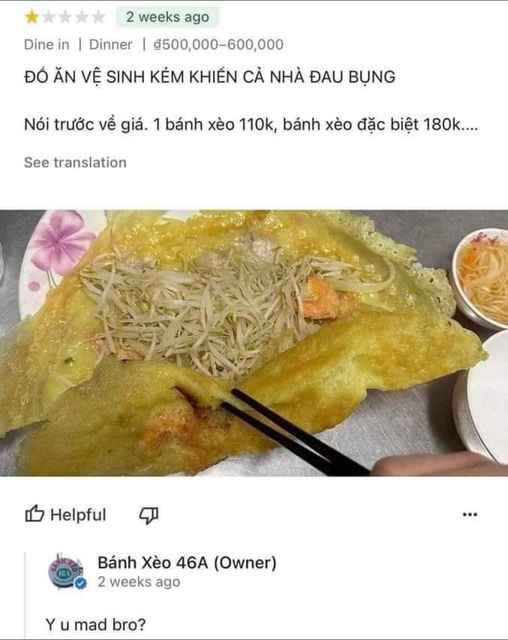 2 weeks ago
Dine in | Dinner | ₫500,000–600,000
ĐỒ ĂN VỆ SINH KÉM KHIẾN CẢ NHÀ ĐAU BỤNG
Nói trước về giá. 1 bánh xèo 110k, bánh xèo đặc biệt 180k....
See translation
Helpful
Bánh Xèo 46A (Owner)
2 weeks ago
Y u mad bro?